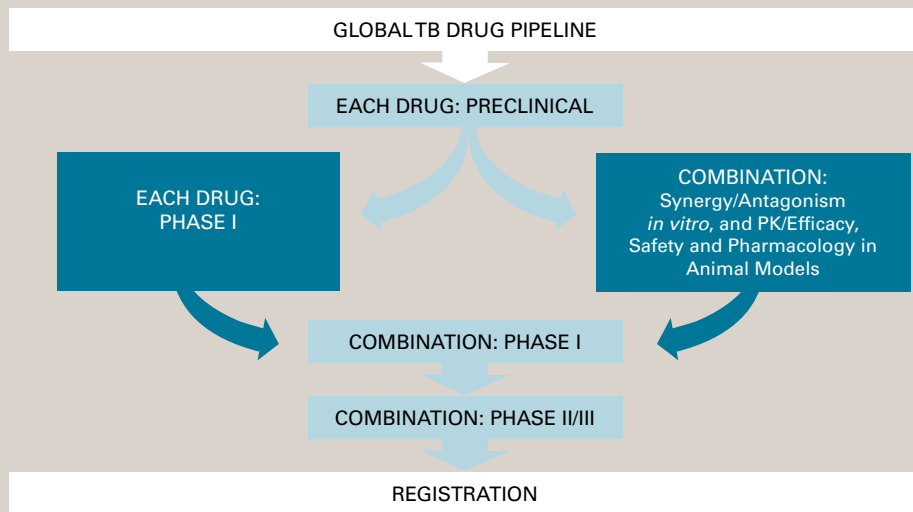 GLOBAL TB DRUG PIPELINE
EACH DRUG: PRECLINICAL
EACH DRUG:
PHASE I
COMBINATION:
Synergy/Antagonism
in vitro, and PK/Efficacy,
Safety and Pharmacology in
Animal Models
COMBINATION: PHASE I
COMBINATION: PHASE II/III
REGISTRATION